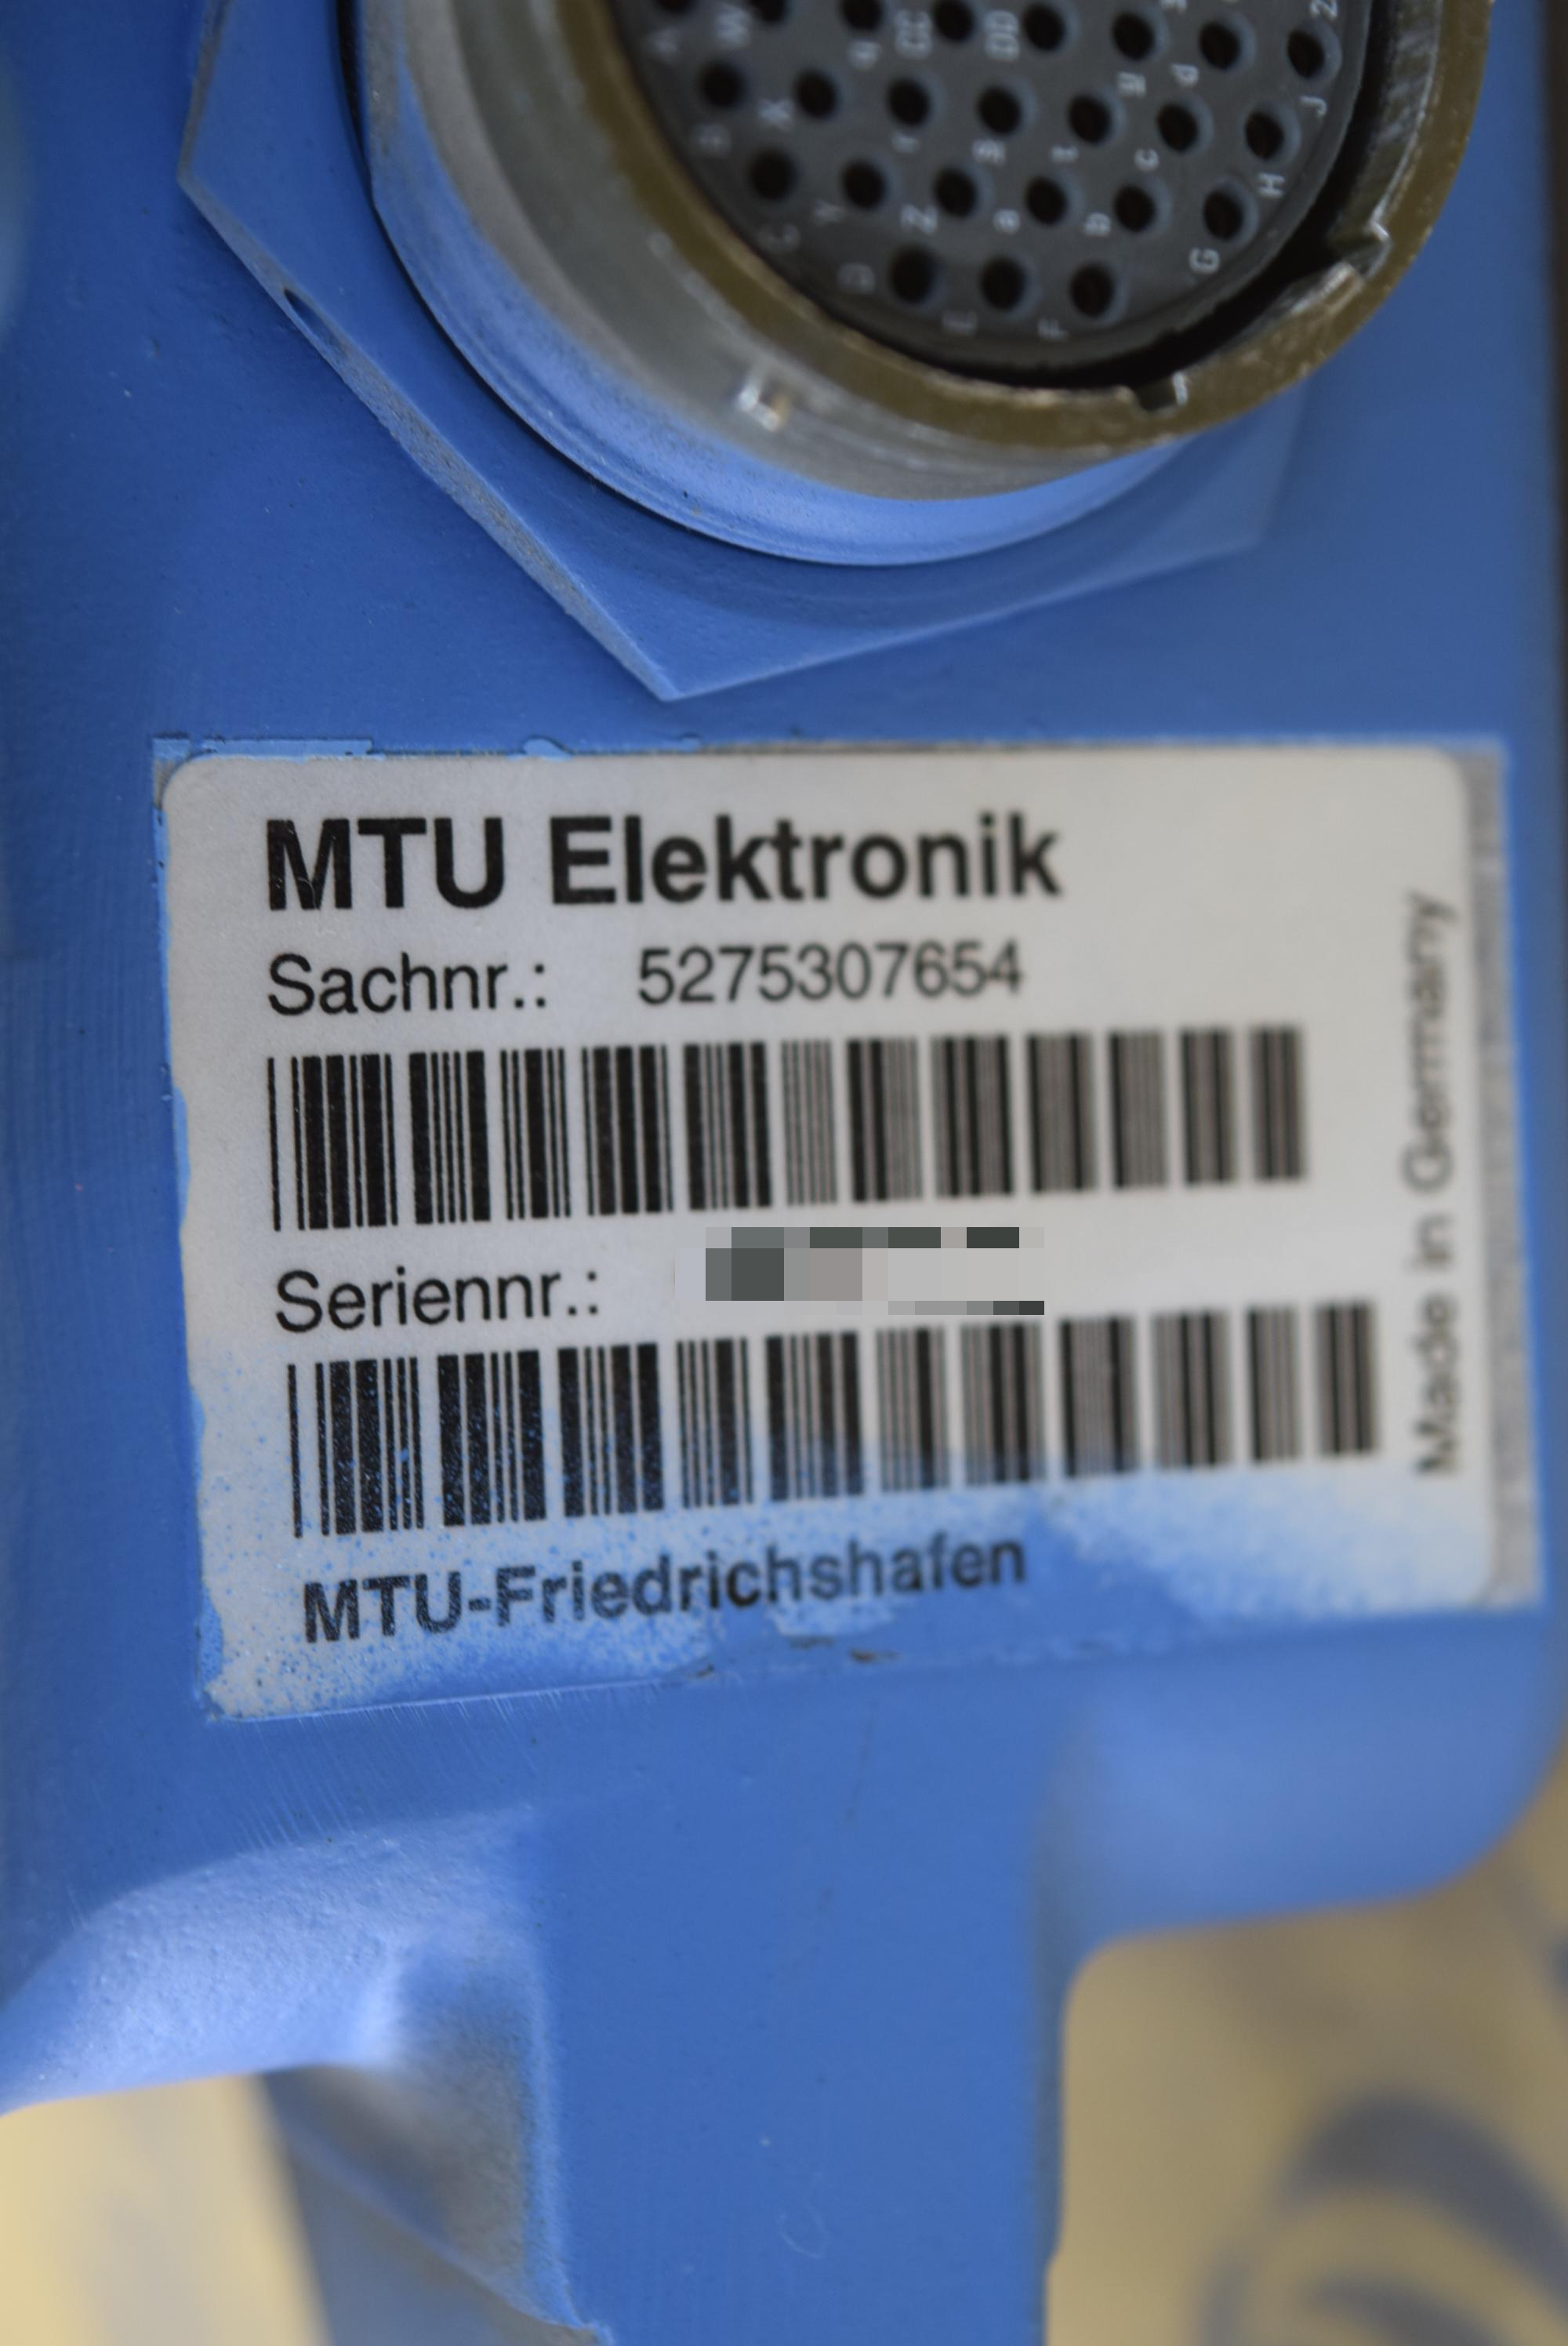 MTU Elektronik
Sachnr.: 5275307654
Seriennr.:
MTU-Friedrichshafen
Made in Germany